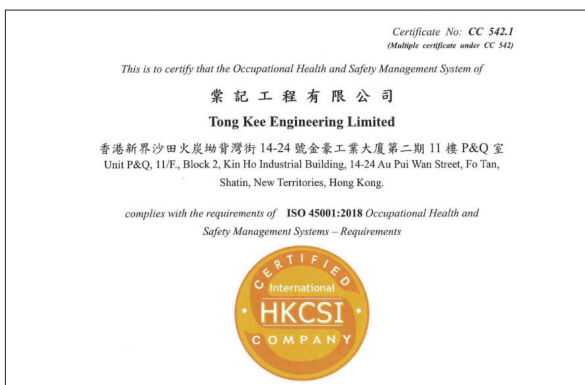 Certificate No: CC 542.1
(Multiple certificate under CC 542)
This is to certify that the Occupational Health and Safety Management System of
棠記工程有限公司
Tong Kee Engineering Limited
香港新界沙田火炭坳背灣街 14-24 號金豪工業大廈第二期 11 樓 P&Q 室
Unit P&Q, 11/F., Block 2, Kin Ho Industrial Building, 14-24 Au Pui Wan Street, Fo Tan,
Shatin, New Territories, Hong Kong.
complies with the requirements of ISO 45001:2018 Occupational Health and
Safety Management Systems – Requirements
CERTIFIED
International
HKCSI
COMPANY